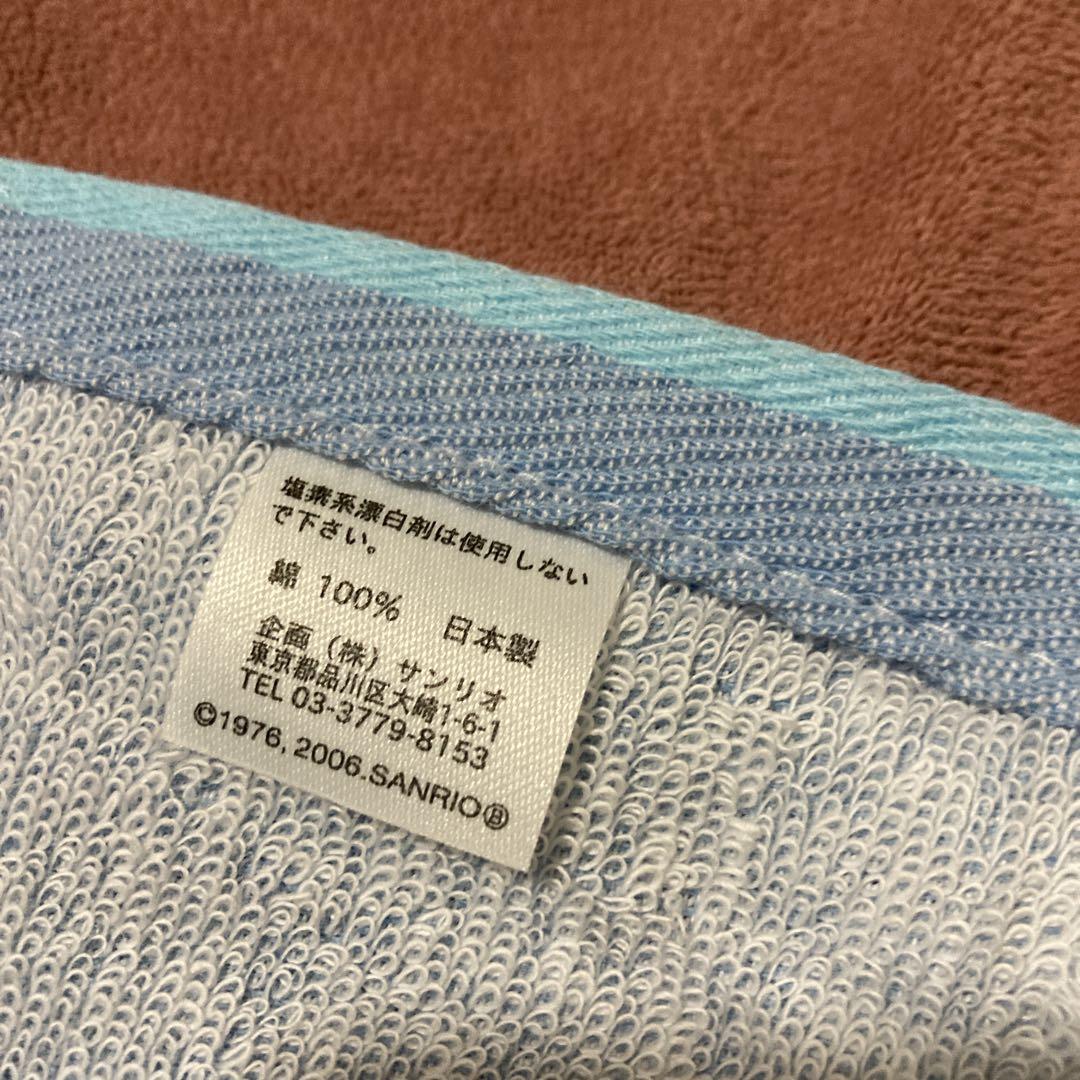 塩素系漂白剤は使用しない
で下さい。
綿 100% 日本製
企画（株）サンリオ
東京都品川区大崎1-6-1
TEL 03-3779-8153
©1976, 2006.SANRIO Ⓑ